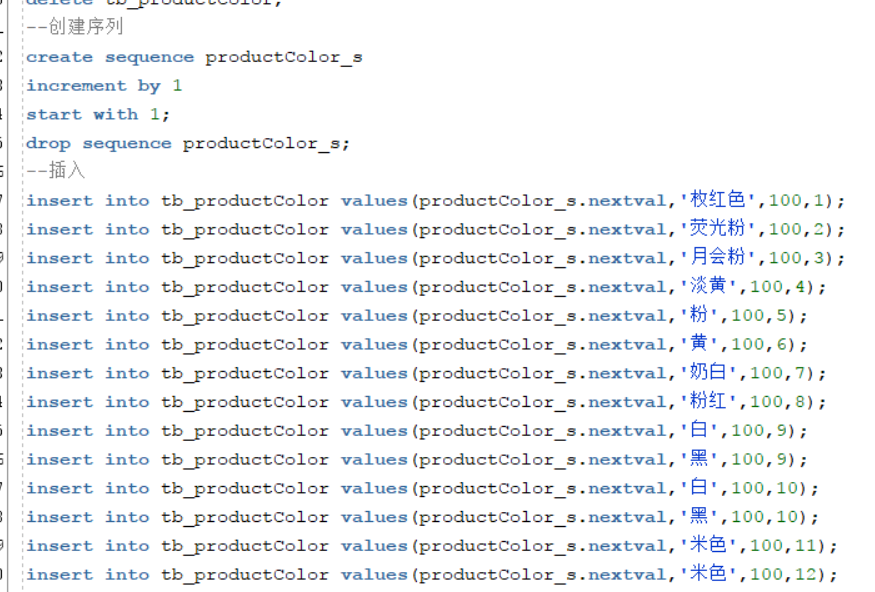 delete tb_productColor;
--创建序列
create sequence productColor_s
increment by 1
start with 1;
drop sequence productColor_s;
--插入
insert into tb_productColor values(productColor_s.nextval,'枚红色',100,1);
insert into tb_productColor values(productColor_s.nextval,'荧光粉',100,2);
insert into tb_productColor values(productColor_s.nextval,'月会粉',100,3);
insert into tb_productColor values(productColor_s.nextval,'淡黄',100,4);
insert into tb_productColor values(productColor_s.nextval,'粉',100,5);
insert into tb_productColor values(productColor_s.nextval,'黄',100,6);
insert into tb_productColor values(productColor_s.nextval,'奶白',100,7);
insert into tb_productColor values(productColor_s.nextval,'粉红',100,8);
insert into tb_productColor values(productColor_s.nextval,'白',100,9);
insert into tb_productColor values(productColor_s.nextval,'黑',100,9);
insert into tb_productColor values(productColor_s.nextval,'白',100,10);
insert into tb_productColor values(productColor_s.nextval,'黑',100,10);
insert into tb_productColor values(productColor_s.nextval,'米色',100,11);
insert into tb_productColor values(productColor_s.nextval,'米色',100,12);